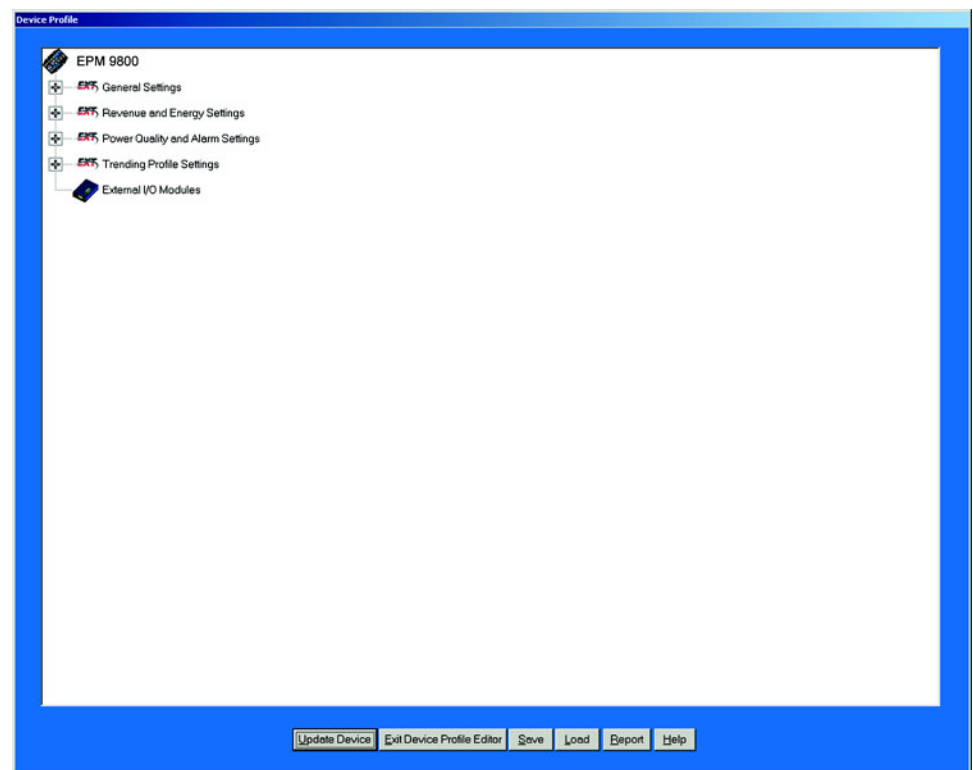 Device Profile
EPM 9800
EXT General Settings
EXT Revenue and Energy Settings
EXT Power Quality and Alarm Settings
EXT Trending Profile Settings
External I/O Modules
Update Device Exit Device Profile Editor Save Load Report Help